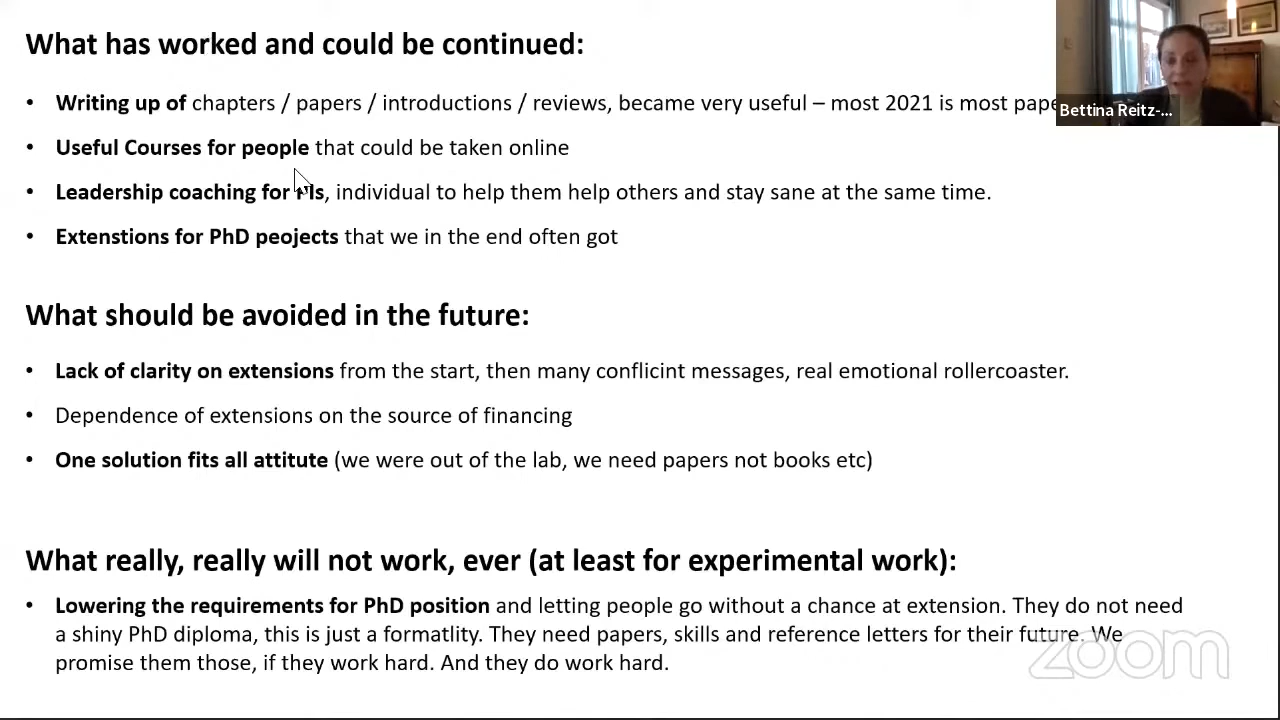 What has worked and could be continued:
• Writing up of chapters / papers / introductions / reviews, became very useful – most 2021 is most
Bettina Reitz-...
• Useful Courses for people that could be taken online
• Leadership coaching for individual to help them help others and stay sane at the same time.
• Extenstions for PhD peojects that we in the end often got
What should be avoided in the future:
• Lack of clarity on extensions from the start, then many conflicint messages, real emotional rollercoaster.
• Dependence of extensions on the source of financing
• One solution fits all attitute (we were out of the lab, we need papers not books etc)
What really, really will not work, ever (at least for experimental work):
• Lowering the requirements for PhD position and letting people go without a chance at extension. They do not need
a shiny PhD diploma, this is just a formatlity. They need papers, skills and reference letters for their future. We
promise them those, if they work hard. And they do work hard.
zoom